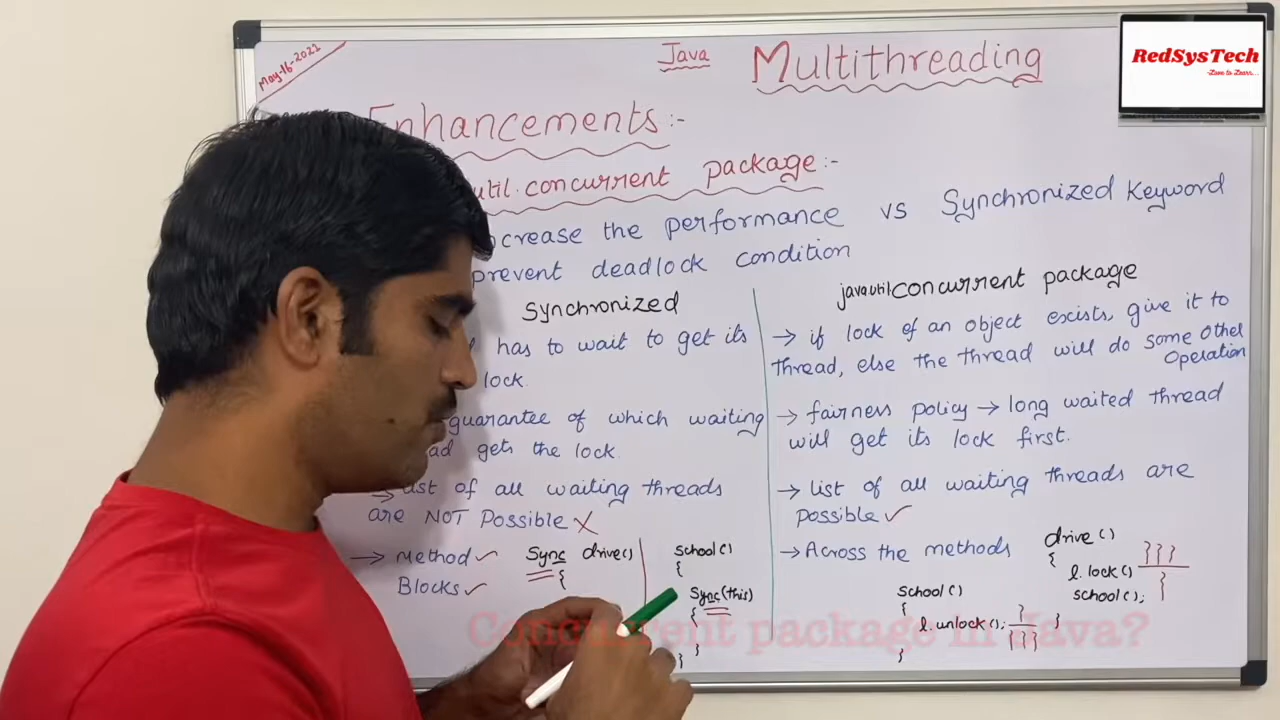 May-16-2021
Java Multithreading
RedSysTech
-Love to Learn...
Enhancements:-
util.concurrent package:-
the performance vs Synchronized Keyword
prevent deadlock condition
Synchronized
has to wait to get its
lock.
guarantee of which waiting
gets the lock.
→ List of all waiting threads
are NOT Possible ✗
→ Method ✓
Blocks ✓
Sync drive()
{
school()
{
Sync(this)
{
}
}
java util concurrent package
→ if lock of an object exists, give it to
thread, else the thread will do some other
operation
→ fairness policy → long waited thread
will get its lock first.
→ list of all waiting threads are
possible ✓
→ Across the methods
drive()
{
l.lock() }}}
school(); }
}
school()
{
l.unlock(); }
}}}
}
Concurrent package in Java?